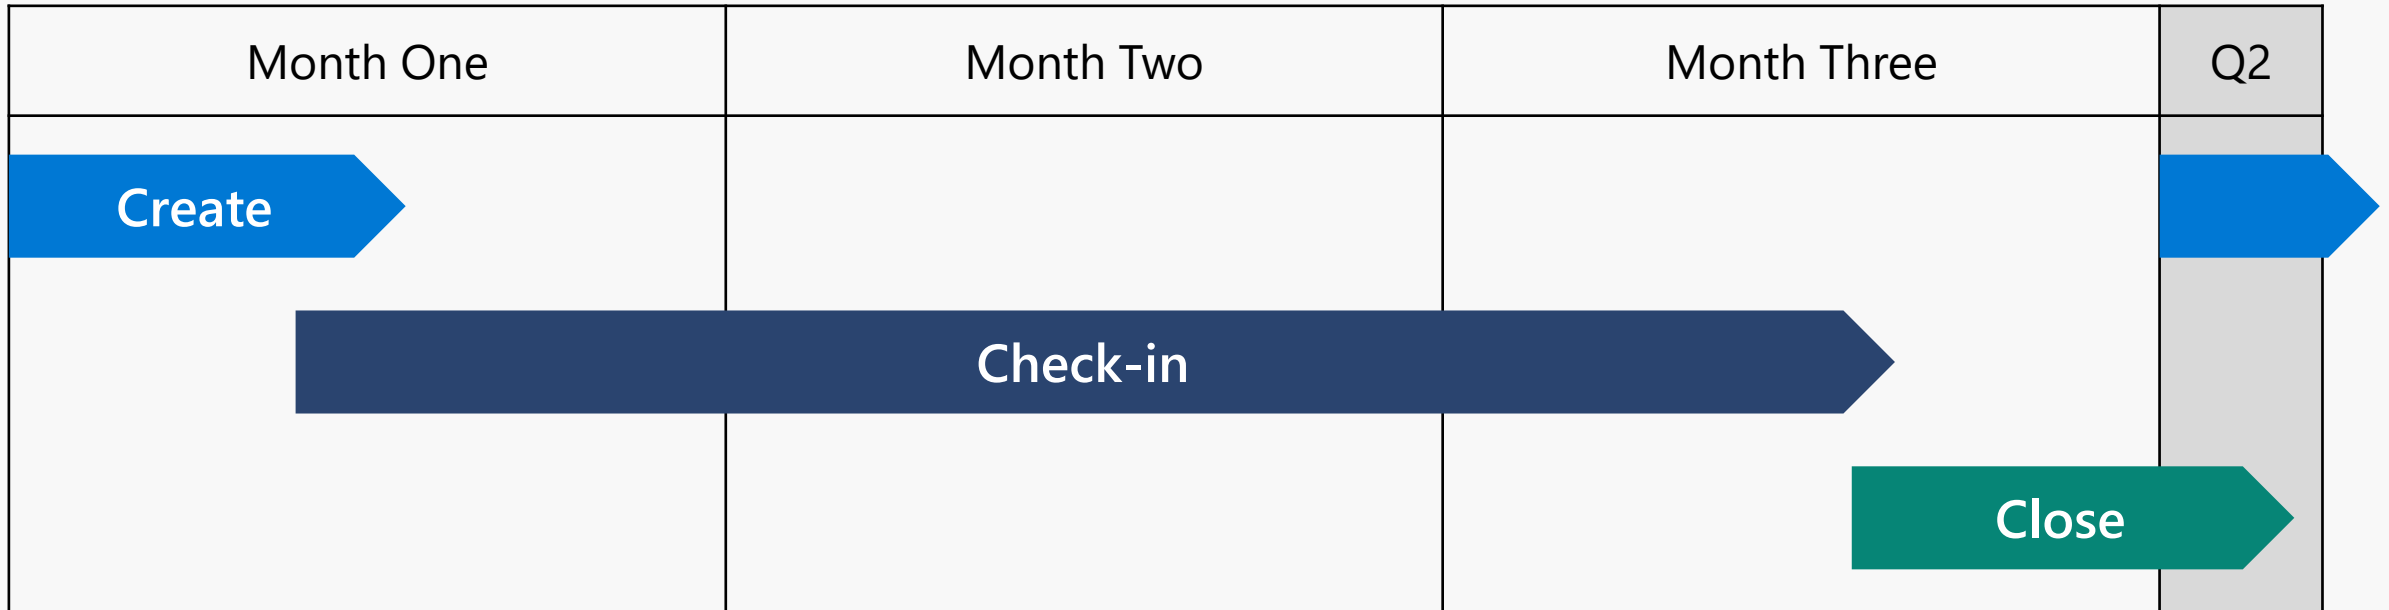 Month One
Month Two
Month Three
Q2
Create
Check-in
Close